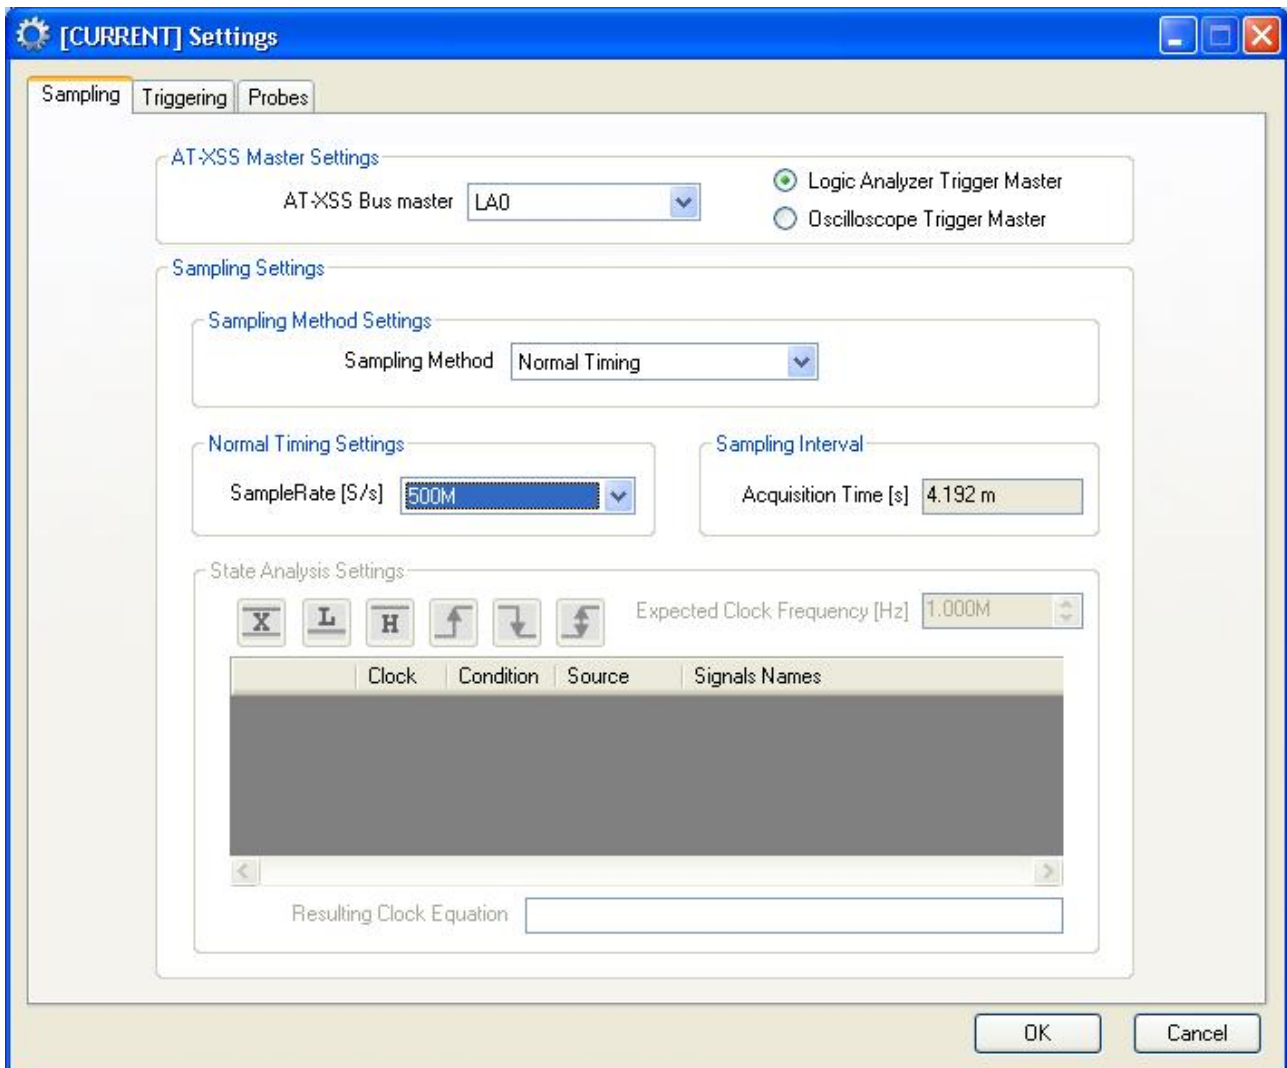 [CURRENT] Settings
Sampling Triggering Probes
AT-XSS Master Settings
AT-XSS Bus master LA0
Logic Analyzer Trigger Master
Oscilloscope Trigger Master
Sampling Settings
Sampling Method Settings
Sampling Method Normal Timing
Normal Timing Settings
SampleRate [S/s] 500M
Sampling Interval
Acquisition Time [s] 4.192 m
State Analysis Settings
X L H
Expected Clock Frequency [Hz] 1.000M
Clock Condition Source Signals Names
Resulting Clock Equation
OK Cancel